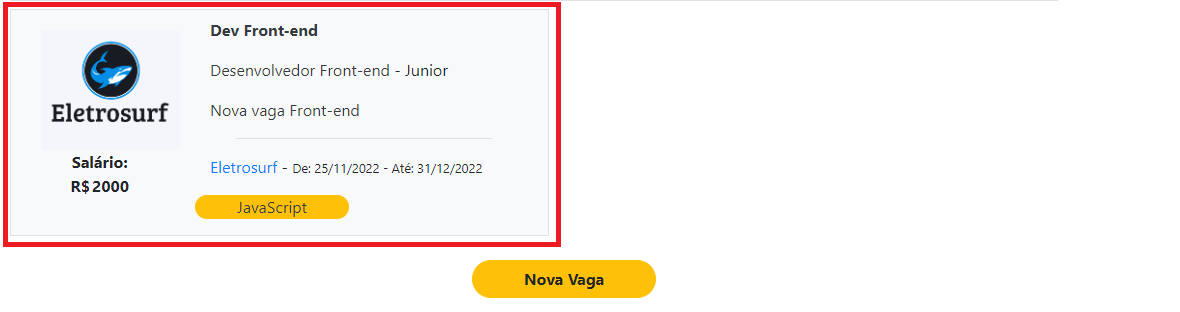 Eletrosurf
Salário:
R$ 2000
Dev Front-end
Desenvolvedor Front-end - Junior
Nova vaga Front-end
Eletrosurf - De: 25/11/2022 - Até: 31/12/2022
JavaScript
Nova Vaga